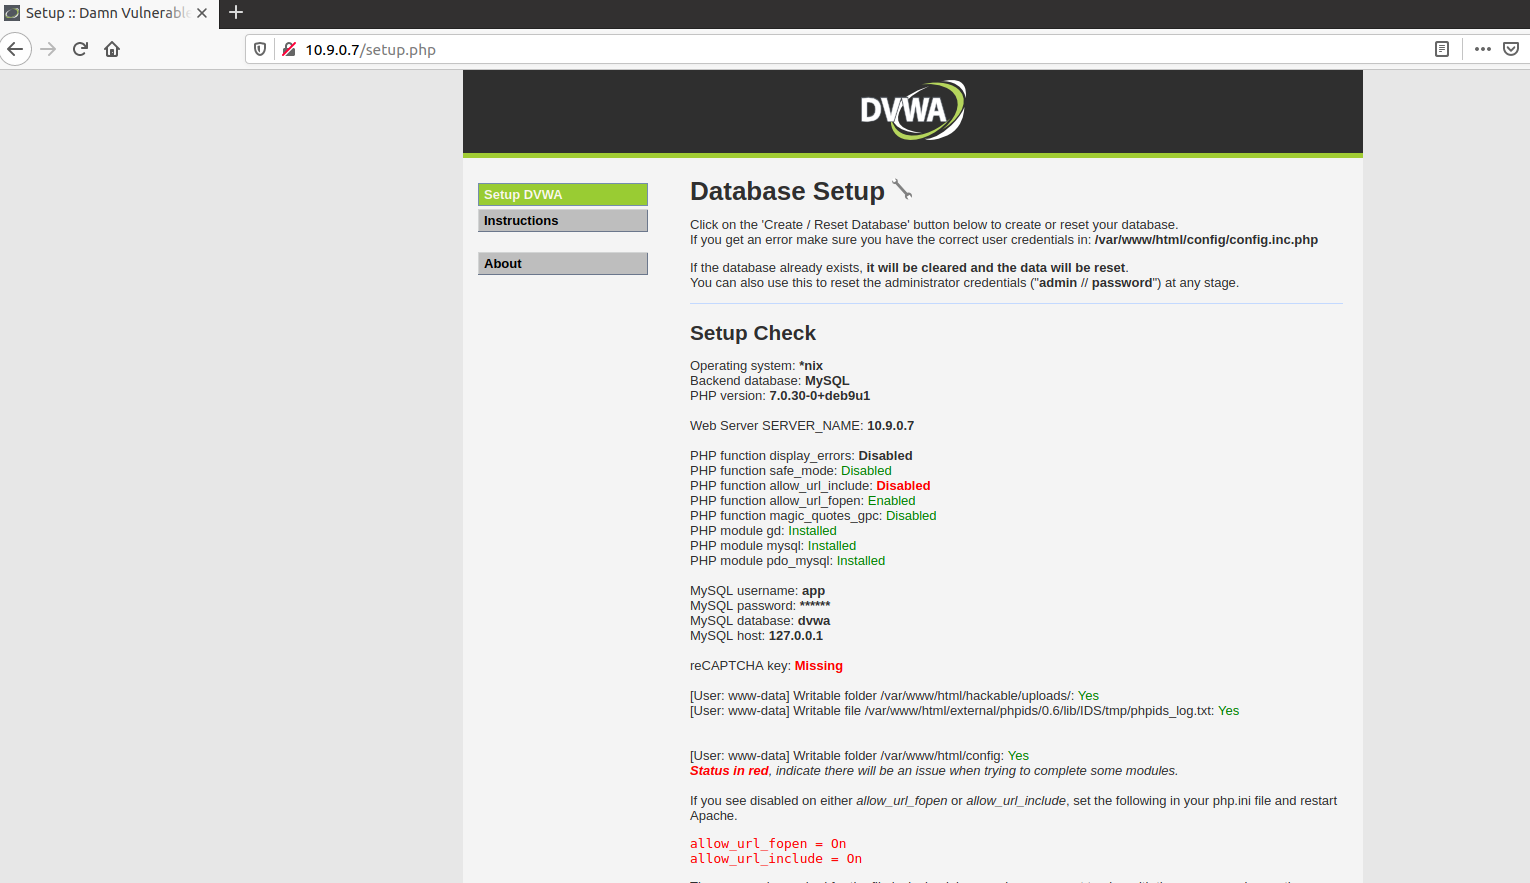 Setup :: Damn Vulnerable
10.9.0.7/setup.php
DVWA
Setup DVWA
Instructions
About
Database Setup
Click on the 'Create / Reset Database' button below to create or reset your database.
If you get an error make sure you have the correct user credentials in: /var/www/html/config/config.inc.php
If the database already exists, it will be cleared and the data will be reset.
You can also use this to reset the administrator credentials ("admin // password") at any stage.
Setup Check
Operating system: *nix
Backend database: MySQL
PHP version: 7.0.30-0+deb9u1
Web Server SERVER_NAME: 10.9.0.7
PHP function display_errors: Disabled
PHP function safe_mode: Disabled
PHP function allow_url_include: Disabled
PHP function allow_url_fopen: Enabled
PHP function magic_quotes_gpc: Disabled
PHP module gd: Installed
PHP module mysql: Installed
PHP module pdo_mysql: Installed
MySQL username: app
MySQL password: ******
MySQL database: dvwa
MySQL host: 127.0.0.1
reCAPTCHA key: Missing
[User: www-data] Writable folder /var/www/html/hackable/uploads/: Yes
[User: www-data] Writable file /var/www/html/external/phpids/0.6/lib/IDS/tmp/phpids_log.txt: Yes
[User: www-data] Writable folder /var/www/html/config: Yes
Status in red, indicate there will be an issue when trying to complete some modules.
If you see disabled on either allow_url_fopen or allow_url_include, set the following in your php.ini file and restart
Apache.
allow_url_fopen = On
allow_url_include = On